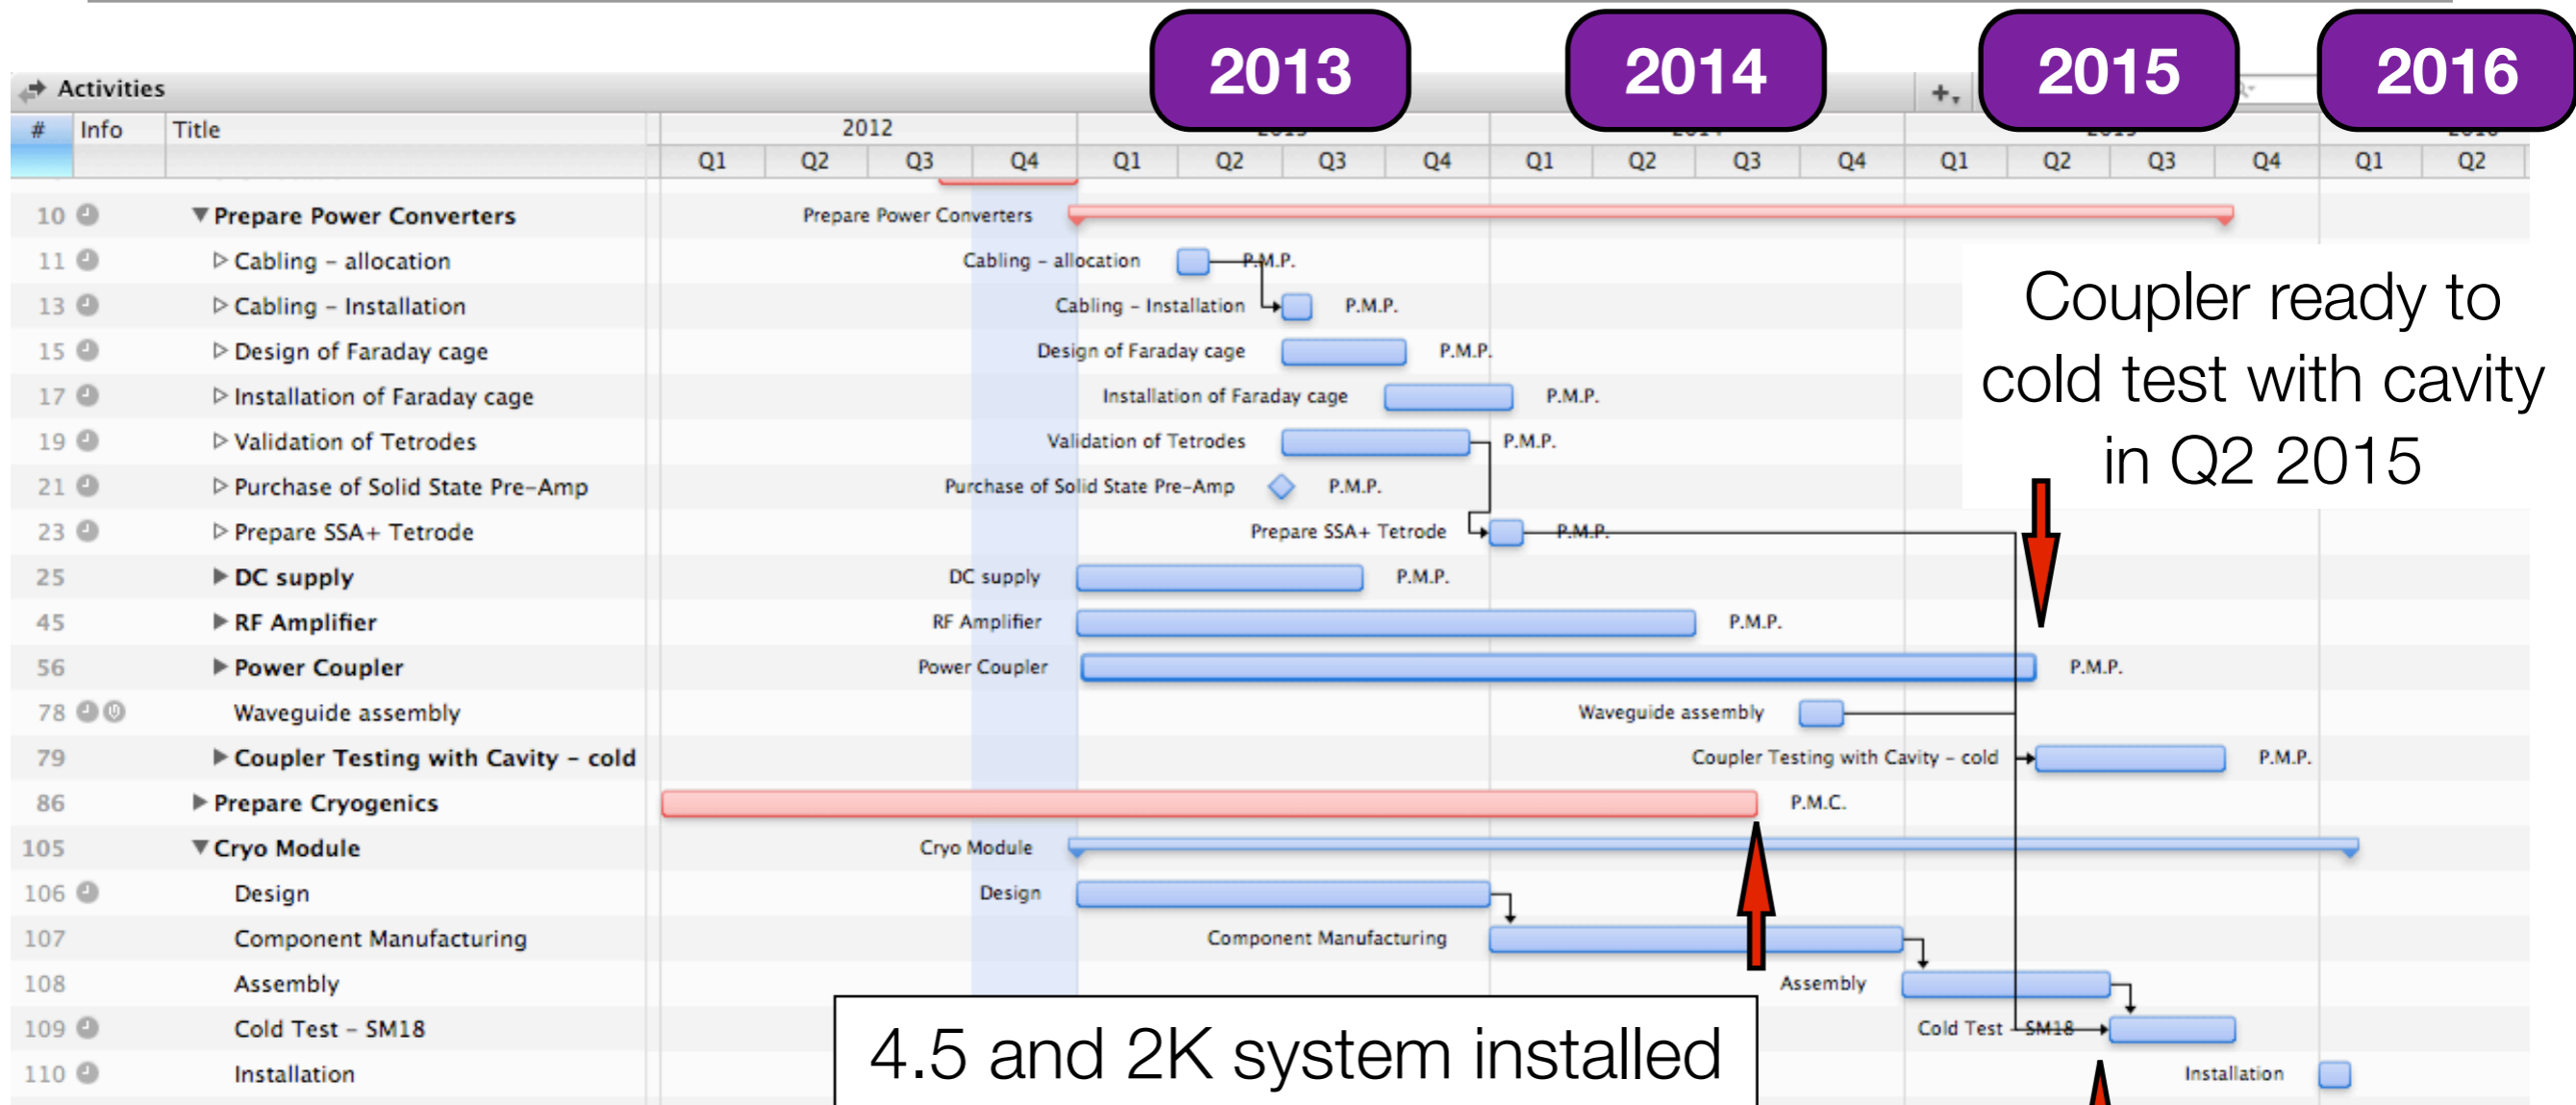 2013
2014
2015
2016
Activities
# Info Title
2012
Q1 Q2 Q3 Q4 Q1 Q2 Q3 Q4 Q1 Q2 Q3 Q4 Q1 Q2 Q3 Q4 Q1 Q2
10 Prepare Power Converters Prepare Power Converters
11 Cabling – allocation Cabling – allocation P.M.P.
13 Cabling – Installation Cabling – Installation P.M.P.
15 Design of Faraday cage Design of Faraday cage P.M.P.
17 Installation of Faraday cage Installation of Faraday cage P.M.P.
19 Validation of Tetrodes Validation of Tetrodes P.M.P.
21 Purchase of Solid State Pre-Amp Purchase of Solid State Pre-Amp P.M.P.
23 Prepare SSA+ Tetrode Prepare SSA+ Tetrode P.M.P.
25 DC supply DC supply P.M.P.
45 RF Amplifier RF Amplifier P.M.P.
56 Power Coupler Power Coupler P.M.P.
78 Waveguide assembly Waveguide assembly
79 Coupler Testing with Cavity – cold Coupler Testing with Cavity – cold P.M.P.
86 Prepare Cryogenics P.M.C.
105 Cryo Module Cryo Module
106 Design Design
107 Component Manufacturing Component Manufacturing
108 Assembly Assembly
109 Cold Test – SM18 Cold Test – SM18
110 Installation Installation
Coupler ready to
cold test with cavity
in Q2 2015
4.5 and 2K system installed